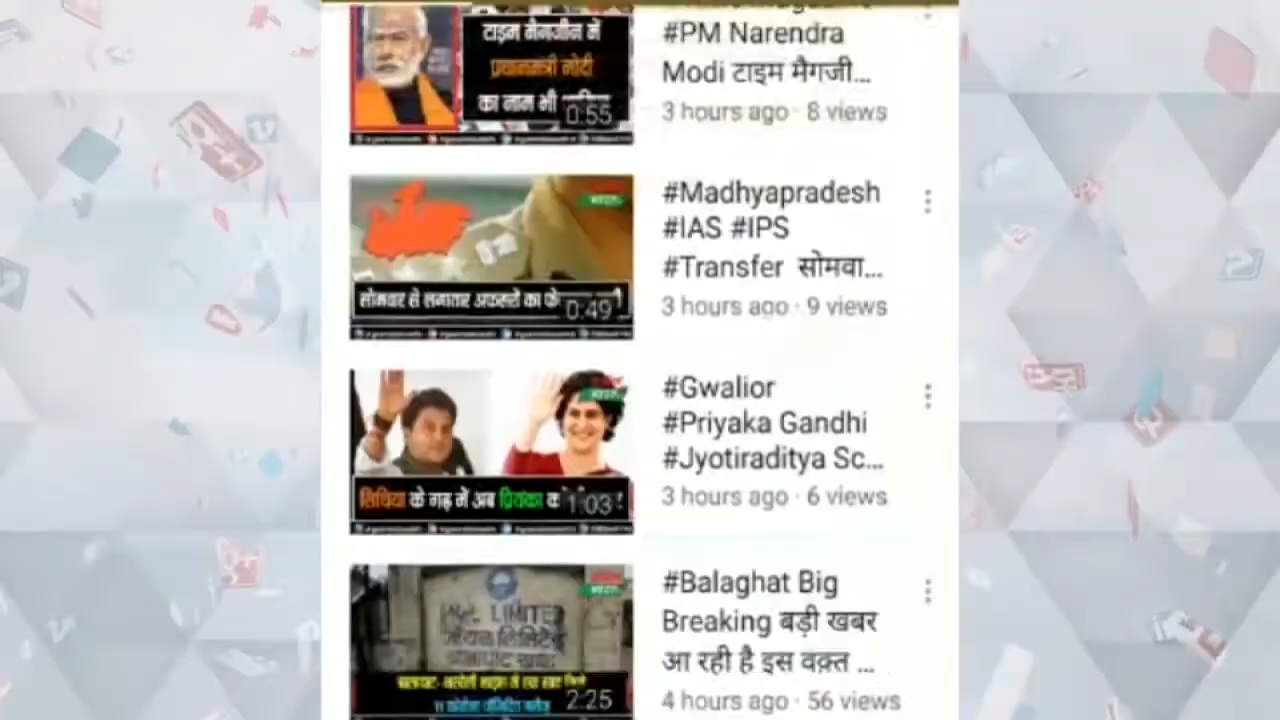 टाइम मैगजीन में
प्रधानमंत्री मोदी
का नाम भी
0:55
#PM Narendra
Modi टाइम मैगजी...
3 hours ago · 8 views
सोमवार से लगातार अफसरों का
0:49
#Madhyapradesh
#IAS #IPS
#Transfer सोमवा...
3 hours ago · 9 views
सिंधिया के गढ़ में अब प्रियंका
1:03
#Gwalior
#Priyaka Gandhi
#Jyotiraditya Sc...
3 hours ago · 6 views
LIMITED
2:25
#Balaghat Big
Breaking बड़ी खबर
आ रही है इस वक़्त ...
4 hours ago · 56 views